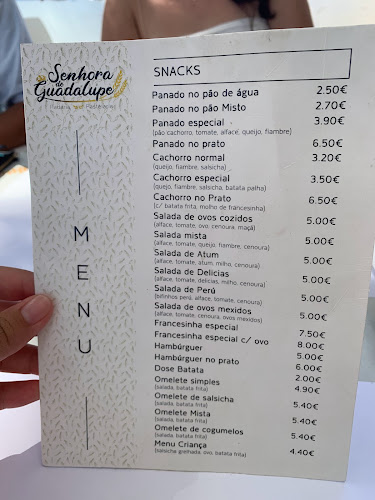 Senhora
de
Guadalupe
Padaria and Pastelaria
MENU
SNACKS
Panado no pão de água 2.50€
Panado no pão Misto 2.70€
Panado especial 3.90€
(pão cachorro, tomate, alface, queijo, fiambre)
Panado no prato 6.50€
Cachorro normal 3.20€
(queijo, fiambre, salsicha)
Cachorro especial 3.50€
(queijo, fiambre, salsicha, batata palha)
Cachorro no Prato 6.50€
(c/ batata frita, molho de francesinha)
Salada de ovos cozidos 5.00€
(alface, tomate, ovos, cenoura, maçã)
Salada mista 5.00€
(alface, tomate, queijo, fiambre, cenoura)
Salada de Atum 5.00€
(alface, tomate, atum, milho, cenoura)
Salada de Delicias 5.00€
(alface, tomate, delicias, milho, cenoura)
Salada de Perú 5.00€
(bifinhos perú, alface, tomate, cenoura)
Salada de ovos mexidos 5.00€
(alface, tomate, cenoura, ovos mexidos)
Francesinha especial 7.50€
Francesinha especial c/ ovo 8.00€
Hambúrguer 5.00€
Hambúrguer no prato 6.00€
Dose Batata 2.00€
Omelete simples 4.90€
(salada, batata frita)
Omelete de salsicha 5.40€
(salada, batata frita)
Omelete Mista 5.40€
(salada, batata frita)
Omelete de cogumelos 5.40€
(salada, batata frita)
Menu Criança 4.40€
(salsicha grelhada, ovo, batata frita)